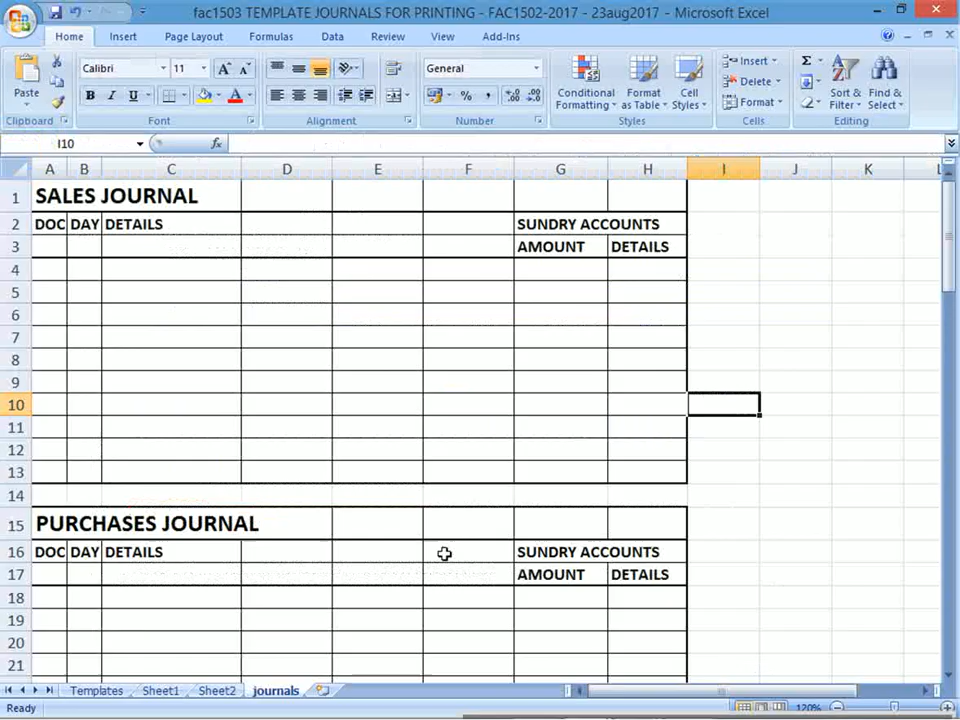 fac1503 TEMPLATE JOURNALS FOR PRINTING - FAC1502-2017 - 23aug2017 - Microsoft Excel
Home Insert Page Layout Formulas Data Review View Add-Ins
Paste
Calibri 11
B I U
General
% ,
Conditional Formatting
Format as Table
Cell Styles
Insert
Delete
Format
Sort & Filter
Find & Select
Clipboard Font Alignment Number Styles Cells Editing
I10 fx
A B C D E F G H I J K L
1 SALES JOURNAL
2 DOC DAY DETAILS SUNDRY ACCOUNTS
3 AMOUNT DETAILS
4
5
6
7
8
9
10
11
12
13
14
15 PURCHASES JOURNAL
16 DOC DAY DETAILS SUNDRY ACCOUNTS
17 AMOUNT DETAILS
18
19
20
21
Templates Sheet1 Sheet2 journals
Ready 120%